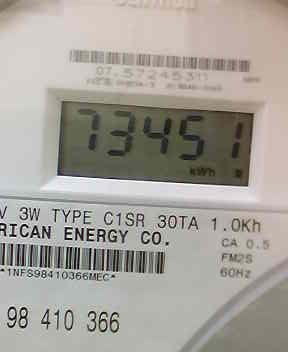 07.57245311
73451
kWh
V 3W TYPE C1SR 30TA 1.0Kh
RICAN ENERGY CO.
CA 0.5
FM2S
60Hz
*1NFS98410366MEC*
98 410 366